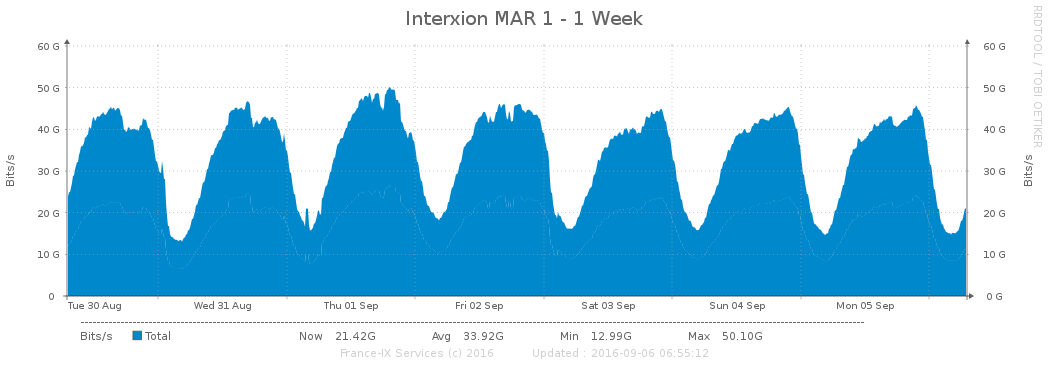 Interxion MAR 1 - 1 Week
RRDTOOL / TOBI OETIKER
Bits/s
60 G
50 G
40 G
30 G
20 G
10 G
0
60 G
50 G
40 G
30 G
20 G
10 G
0 G
Bits/s
Tue 30 Aug Wed 31 Aug Thu 01 Sep Fri 02 Sep Sat 03 Sep Sun 04 Sep Mon 05 Sep
Bits/s Total Now 21.42G Avg 33.92G Min 12.99G Max 50.10G
France-IX Services (c) 2016 Updated : 2016-09-06 06:55:12